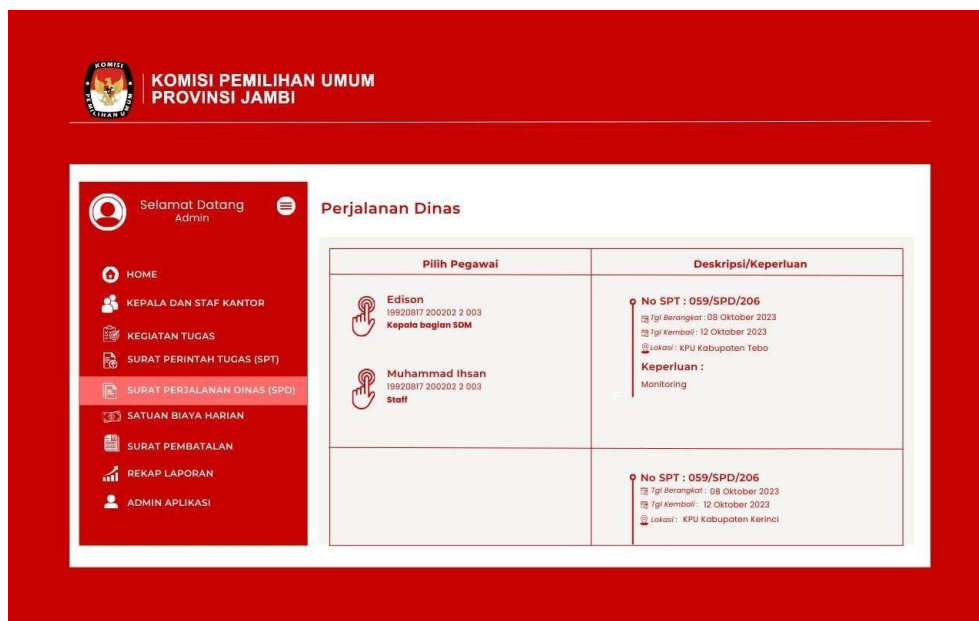 KOMISI
PEMILIHAN UMUM
KOMISI PEMILIHAN UMUM
PROVINSI JAMBI
Selamat Datang
Admin
HOME
KEPALA DAN STAF KANTOR
KEGIATAN TUGAS
SURAT PERINTAH TUGAS (SPT)
SURAT PERJALANAN DINAS (SPD)
SATUAN BIAYA HARIAN
SURAT PEMBATALAN
REKAP LAPORAN
ADMIN APLIKASI
Perjalanan Dinas
Pilih Pegawai
Deskripsi/Keperluan
Edison
19920817 200202 2 003
Kepala bagian SDM
Muhammad Ihsan
19920817 200202 2 003
Staff
No SPT : 059/SPD/206
Tgl Berangkat : 08 Oktober 2023
Tgl Kembali : 12 Oktober 2023
Lokasi : KPU Kabupaten Tebo
Keperluan :
Monitoring
No SPT : 059/SPD/206
Tgl Berangkat : 08 Oktober 2023
Tgl Kembali : 12 Oktober 2023
Lokasi : KPU Kabupaten Kerinci